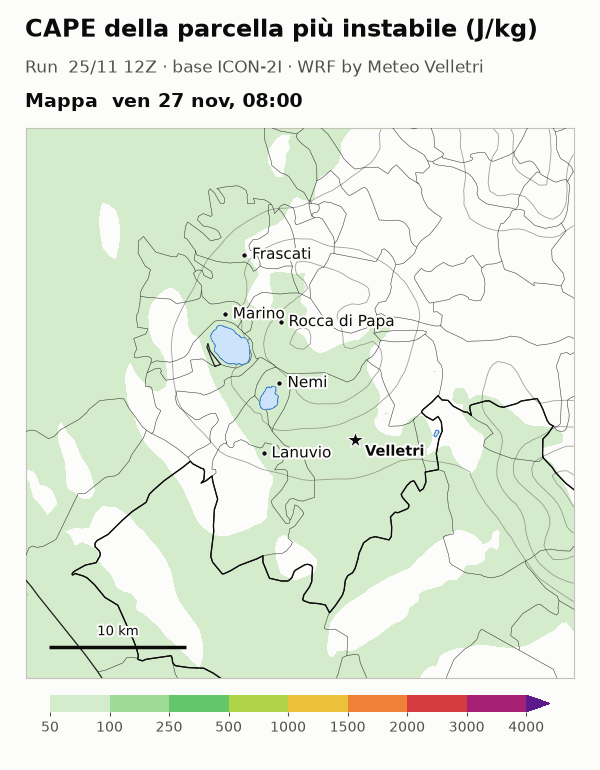 CAPE della parcella più instabile (J/kg)
Run  25/11 12Z · base ICON-2I · WRF by Meteo Velletri
Mappa  ven 27 nov, 08:00
Frascati
Marino
Rocca di Papa
Nemi
Velletri
Lanuvio
10 km
50 100 250 500 1000 1500 2000 3000 4000